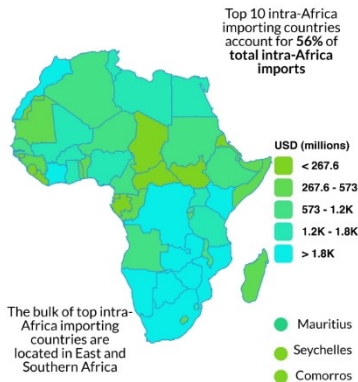 Top 10 intra-Africa
importing countries
account for 56% of
total intra-Africa
imports
USD (millions)
< 267.6
267.6 - 573
573 - 1.2K
1.2K - 1.8K
> 1.8K
The bulk of top intra-
Africa importing
countries are
located in East and
Southern Africa
Mauritius
Seychelles
Comorros